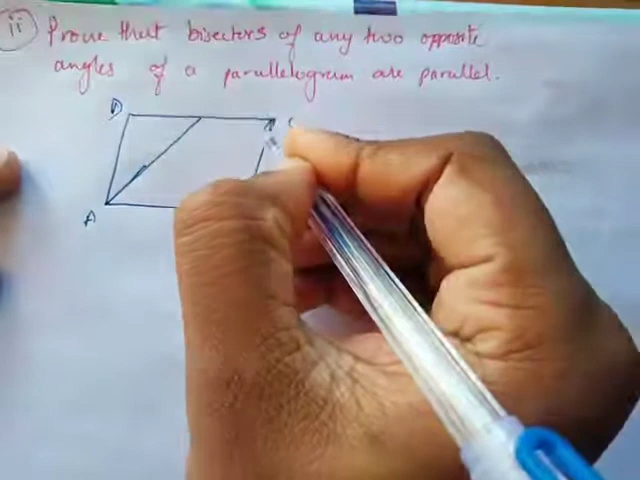 ii) Prove that bisectors of any two opposite
angles of a parallelogram are parallel.
D
A